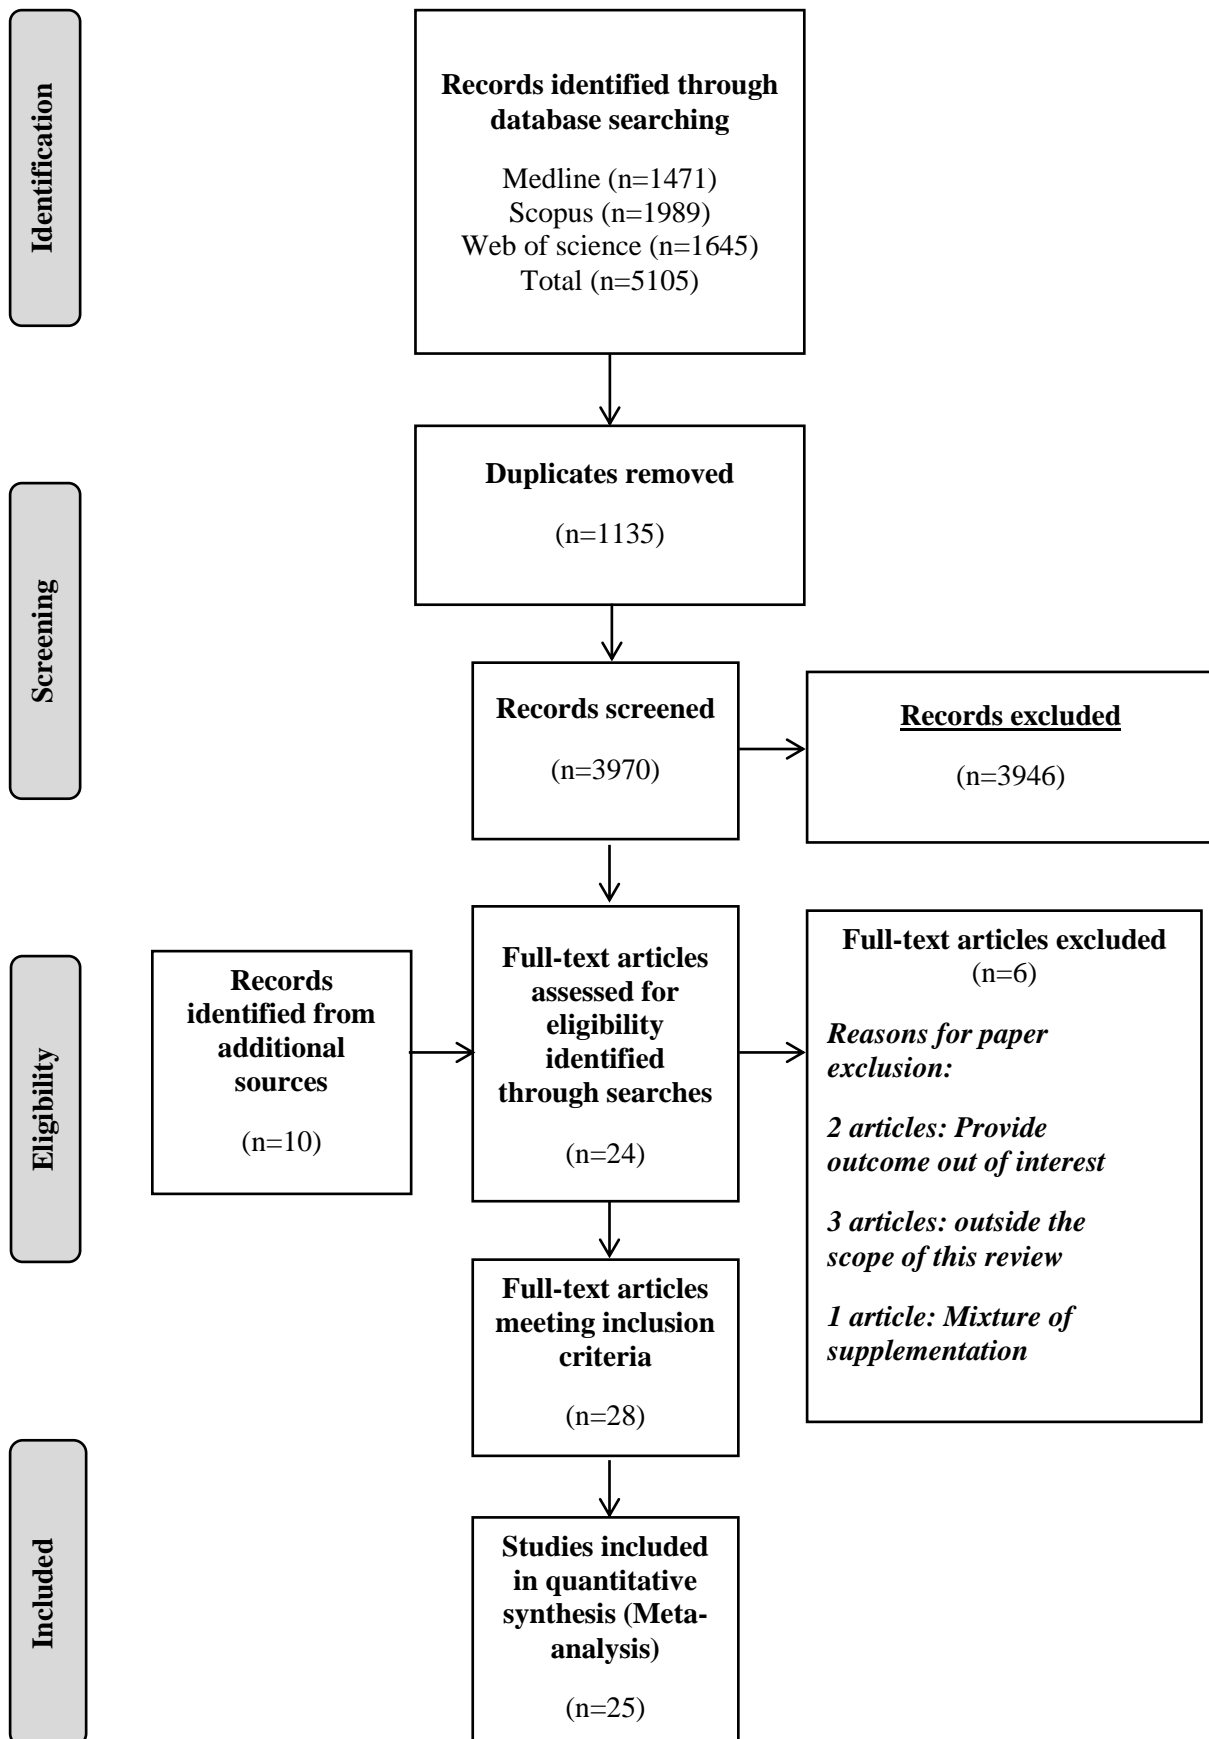 Identification
Records identified through
database searching
Medline (n=1471)
Scopus (n=1989)
Web of science (n=1645)
Total (n=5105)
Duplicates removed
(n=1135)
Screening
Records screened
(n=3970)
Records excluded
(n=3946)
Eligibility
Records
identified from
additional
sources
(n=10)
Full-text articles
assessed for
eligibility
identified
through searches
(n=24)
Full-text articles excluded
(n=6)
Reasons for paper
exclusion:
2 articles: Provide
outcome out of interest
3 articles: outside the
scope of this review
1 article: Mixture of
supplementation
Full-text articles
meeting inclusion
criteria
(n=28)
Included
Studies included
in quantitative
synthesis (Meta-
analysis)
(n=25)